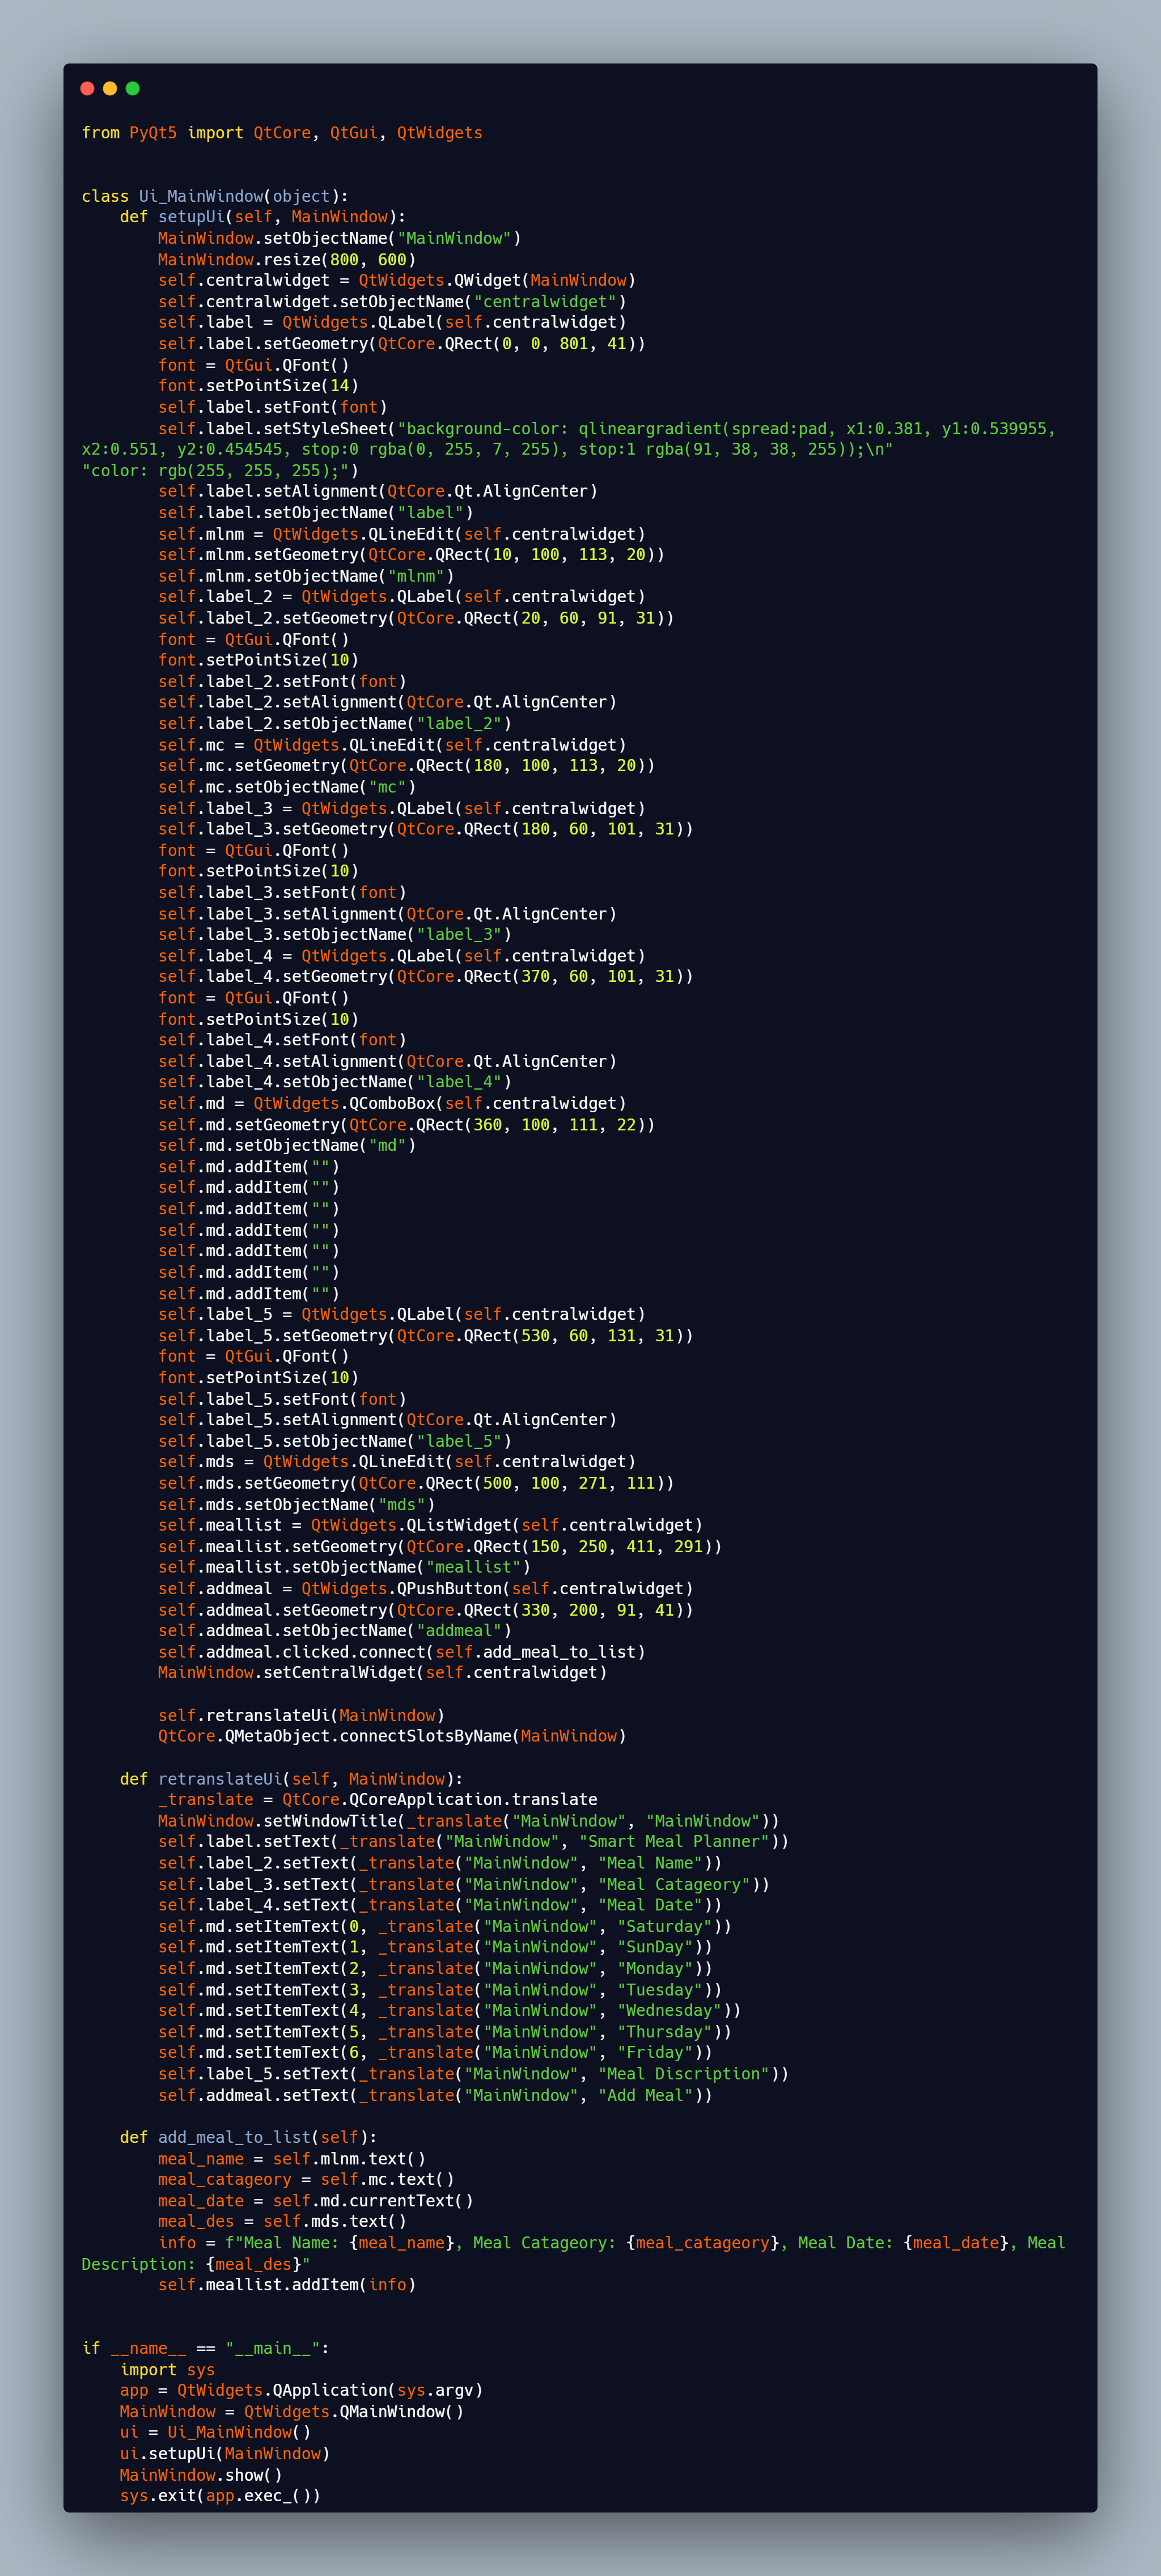 from PyQt5 import QtCore, QtGui, QtWidgets


class Ui_MainWindow(object):
    def setupUi(self, MainWindow):
        MainWindow.setObjectName("MainWindow")
        MainWindow.resize(800, 600)
        self.centralwidget = QtWidgets.QWidget(MainWindow)
        self.centralwidget.setObjectName("centralwidget")
        self.label = QtWidgets.QLabel(self.centralwidget)
        self.label.setGeometry(QtCore.QRect(0, 0, 801, 41))
        font = QtGui.QFont()
        font.setPointSize(14)
        self.label.setFont(font)
        self.label.setStyleSheet("background-color: qlineargradient(spread:pad, x1:0.381, y1:0.539955,
x2:0.551, y2:0.454545, stop:0 rgba(0, 255, 7, 255), stop:1 rgba(91, 38, 38, 255));\n"
"color: rgb(255, 255, 255);")
        self.label.setAlignment(QtCore.Qt.AlignCenter)
        self.label.setObjectName("label")
        self.mlnm = QtWidgets.QLineEdit(self.centralwidget)
        self.mlnm.setGeometry(QtCore.QRect(10, 100, 113, 20))
        self.mlnm.setObjectName("mlnm")
        self.label_2 = QtWidgets.QLabel(self.centralwidget)
        self.label_2.setGeometry(QtCore.QRect(20, 60, 91, 31))
        font = QtGui.QFont()
        font.setPointSize(10)
        self.label_2.setFont(font)
        self.label_2.setAlignment(QtCore.Qt.AlignCenter)
        self.label_2.setObjectName("label_2")
        self.mc = QtWidgets.QLineEdit(self.centralwidget)
        self.mc.setGeometry(QtCore.QRect(180, 100, 113, 20))
        self.mc.setObjectName("mc")
        self.label_3 = QtWidgets.QLabel(self.centralwidget)
        self.label_3.setGeometry(QtCore.QRect(180, 60, 101, 31))
        font = QtGui.QFont()
        font.setPointSize(10)
        self.label_3.setFont(font)
        self.label_3.setAlignment(QtCore.Qt.AlignCenter)
        self.label_3.setObjectName("label_3")
        self.label_4 = QtWidgets.QLabel(self.centralwidget)
        self.label_4.setGeometry(QtCore.QRect(370, 60, 101, 31))
        font = QtGui.QFont()
        font.setPointSize(10)
        self.label_4.setFont(font)
        self.label_4.setAlignment(QtCore.Qt.AlignCenter)
        self.label_4.setObjectName("label_4")
        self.md = QtWidgets.QComboBox(self.centralwidget)
        self.md.setGeometry(QtCore.QRect(360, 100, 111, 22))
        self.md.setObjectName("md")
        self.md.addItem("")
        self.md.addItem("")
        self.md.addItem("")
        self.md.addItem("")
        self.md.addItem("")
        self.md.addItem("")
        self.md.addItem("")
        self.label_5 = QtWidgets.QLabel(self.centralwidget)
        self.label_5.setGeometry(QtCore.QRect(530, 60, 131, 31))
        font = QtGui.QFont()
        font.setPointSize(10)
        self.label_5.setFont(font)
        self.label_5.setAlignment(QtCore.Qt.AlignCenter)
        self.label_5.setObjectName("label_5")
        self.mds = QtWidgets.QLineEdit(self.centralwidget)
        self.mds.setGeometry(QtCore.QRect(500, 100, 271, 111))
        self.mds.setObjectName("mds")
        self.meallist = QtWidgets.QListWidget(self.centralwidget)
        self.meallist.setGeometry(QtCore.QRect(150, 250, 411, 291))
        self.meallist.setObjectName("meallist")
        self.addmeal = QtWidgets.QPushButton(self.centralwidget)
        self.addmeal.setGeometry(QtCore.QRect(330, 200, 91, 41))
        self.addmeal.setObjectName("addmeal")
        self.addmeal.clicked.connect(self.add_meal_to_list)
        MainWindow.setCentralWidget(self.centralwidget)

        self.retranslateUi(MainWindow)
        QtCore.QMetaObject.connectSlotsByName(MainWindow)

    def retranslateUi(self, MainWindow):
        _translate = QtCore.QCoreApplication.translate
        MainWindow.setWindowTitle(_translate("MainWindow", "MainWindow"))
        self.label.setText(_translate("MainWindow", "Smart Meal Planner"))
        self.label_2.setText(_translate("MainWindow", "Meal Name"))
        self.label_3.setText(_translate("MainWindow", "Meal Catageory"))
        self.label_4.setText(_translate("MainWindow", "Meal Date"))
        self.md.setItemText(0, _translate("MainWindow", "Saturday"))
        self.md.setItemText(1, _translate("MainWindow", "SunDay"))
        self.md.setItemText(2, _translate("MainWindow", "Monday"))
        self.md.setItemText(3, _translate("MainWindow", "Tuesday"))
        self.md.setItemText(4, _translate("MainWindow", "Wednesday"))
        self.md.setItemText(5, _translate("MainWindow", "Thursday"))
        self.md.setItemText(6, _translate("MainWindow", "Friday"))
        self.label_5.setText(_translate("MainWindow", "Meal Discription"))
        self.addmeal.setText(_translate("MainWindow", "Add Meal"))

    def add_meal_to_list(self):
        meal_name = self.mlnm.text()
        meal_catageory = self.mc.text()
        meal_date = self.md.currentText()
        meal_des = self.mds.text()
        info = f"Meal Name: {meal_name}, Meal Catageory: {meal_catageory}, Meal Date: {meal_date}, Meal
Description: {meal_des}"
        self.meallist.addItem(info)


if __name__ == "__main__":
    import sys
    app = QtWidgets.QApplication(sys.argv)
    MainWindow = QtWidgets.QMainWindow()
    ui = Ui_MainWindow()
    ui.setupUi(MainWindow)
    MainWindow.show()
    sys.exit(app.exec_())